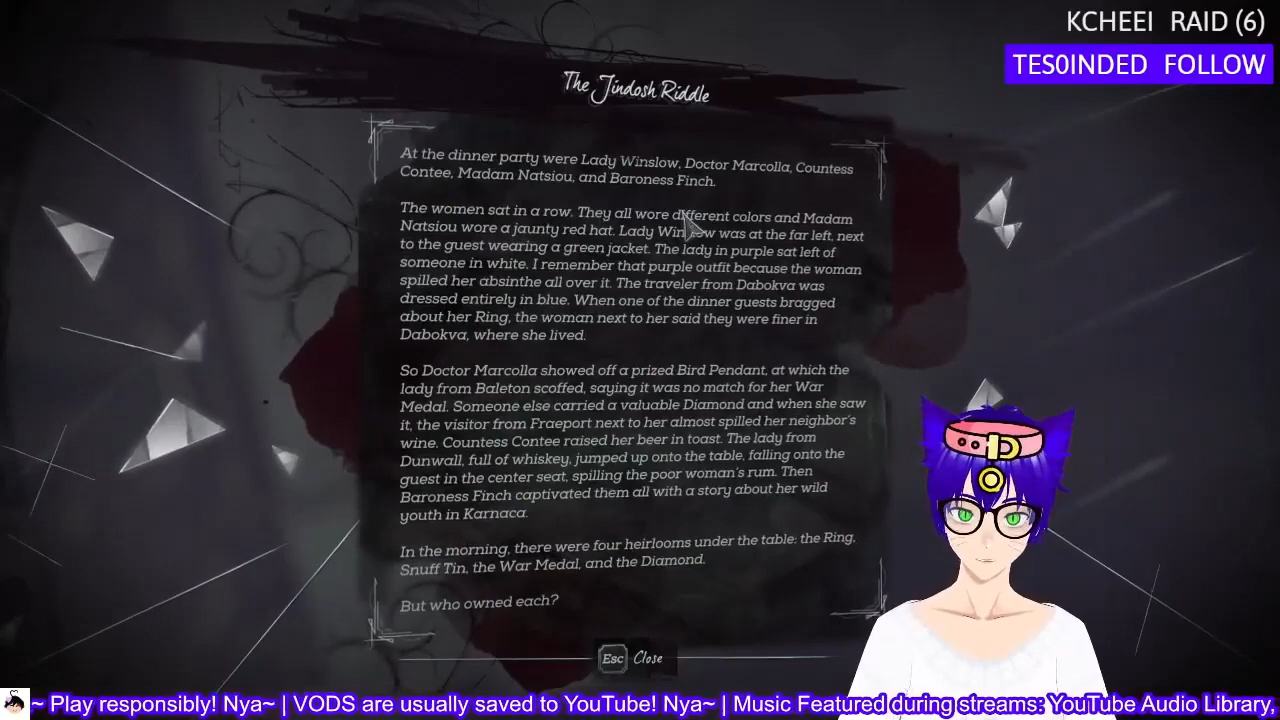 KCHEEI RAID (6)
TES0INDED FOLLOW
The Jindosh Riddle
At the dinner party were Lady Winslow, Doctor Marcolla, Countess
Contee, Madam Natsiou, and Baroness Finch.
The women sat in a row. They all wore different colors and Madam
Natsiou wore a jaunty red hat. Lady Winslow was at the far left, next
to the guest wearing a green jacket. The lady in purple sat left of
someone in white. I remember that purple outfit because the woman
spilled her absinthe all over it. The traveler from Dabokva was
dressed entirely in blue. When one of the dinner guests bragged
about her Ring, the woman next to her said they were finer in
Dabokva, where she lived.
So Doctor Marcolla showed off a prized Bird Pendant, at which the
lady from Baleton scoffed, saying it was no match for her War
Medal. Someone else carried a valuable Diamond and when she saw
it, the visitor from Fraeport next to her almost spilled her neighbor's
wine. Countess Contee raised her beer in toast. The lady from
Dunwall, full of whiskey, jumped up onto the table, falling onto the
guest in the center seat, spilling the poor woman's rum. Then
Baroness Finch captivated them all with a story about her wild
youth in Karnaca.
In the morning, there were four heirlooms under the table: the Ring,
Snuff Tin, the War Medal, and the Diamond.
But who owned each?
Esc Close
~ Play responsibly! Nya~ | VODS are usually saved to YouTube! Nya~ | Music Featured during streams: YouTube Audio Library,